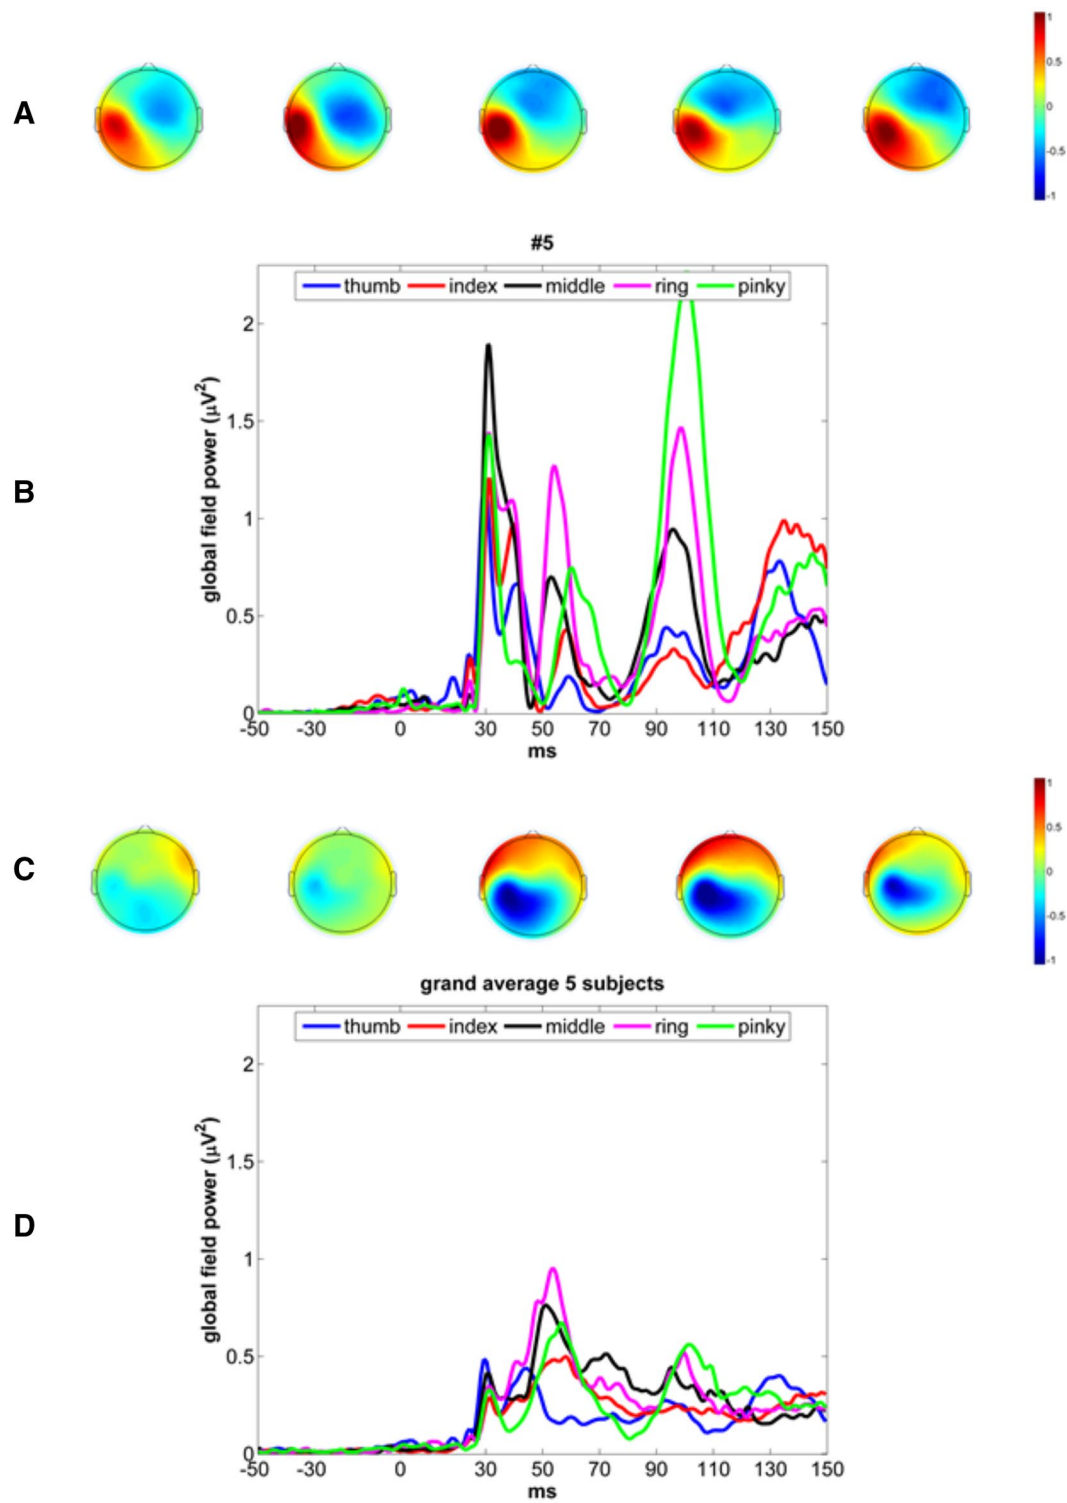 A
1
0.5
0
-0.5
-1
#5
B
thumb index middle ring pinky
global field power (μV²)
2
1.5
1
0.5
0
-50 -30 0 30 50 70 90 110 130 150
ms
C
1
0.5
0
-0.5
-1
grand average 5 subjects
D
thumb index middle ring pinky
global field power (μV²)
2
1.5
1
0.5
0
-50 -30 0 30 50 70 90 110 130 150
ms